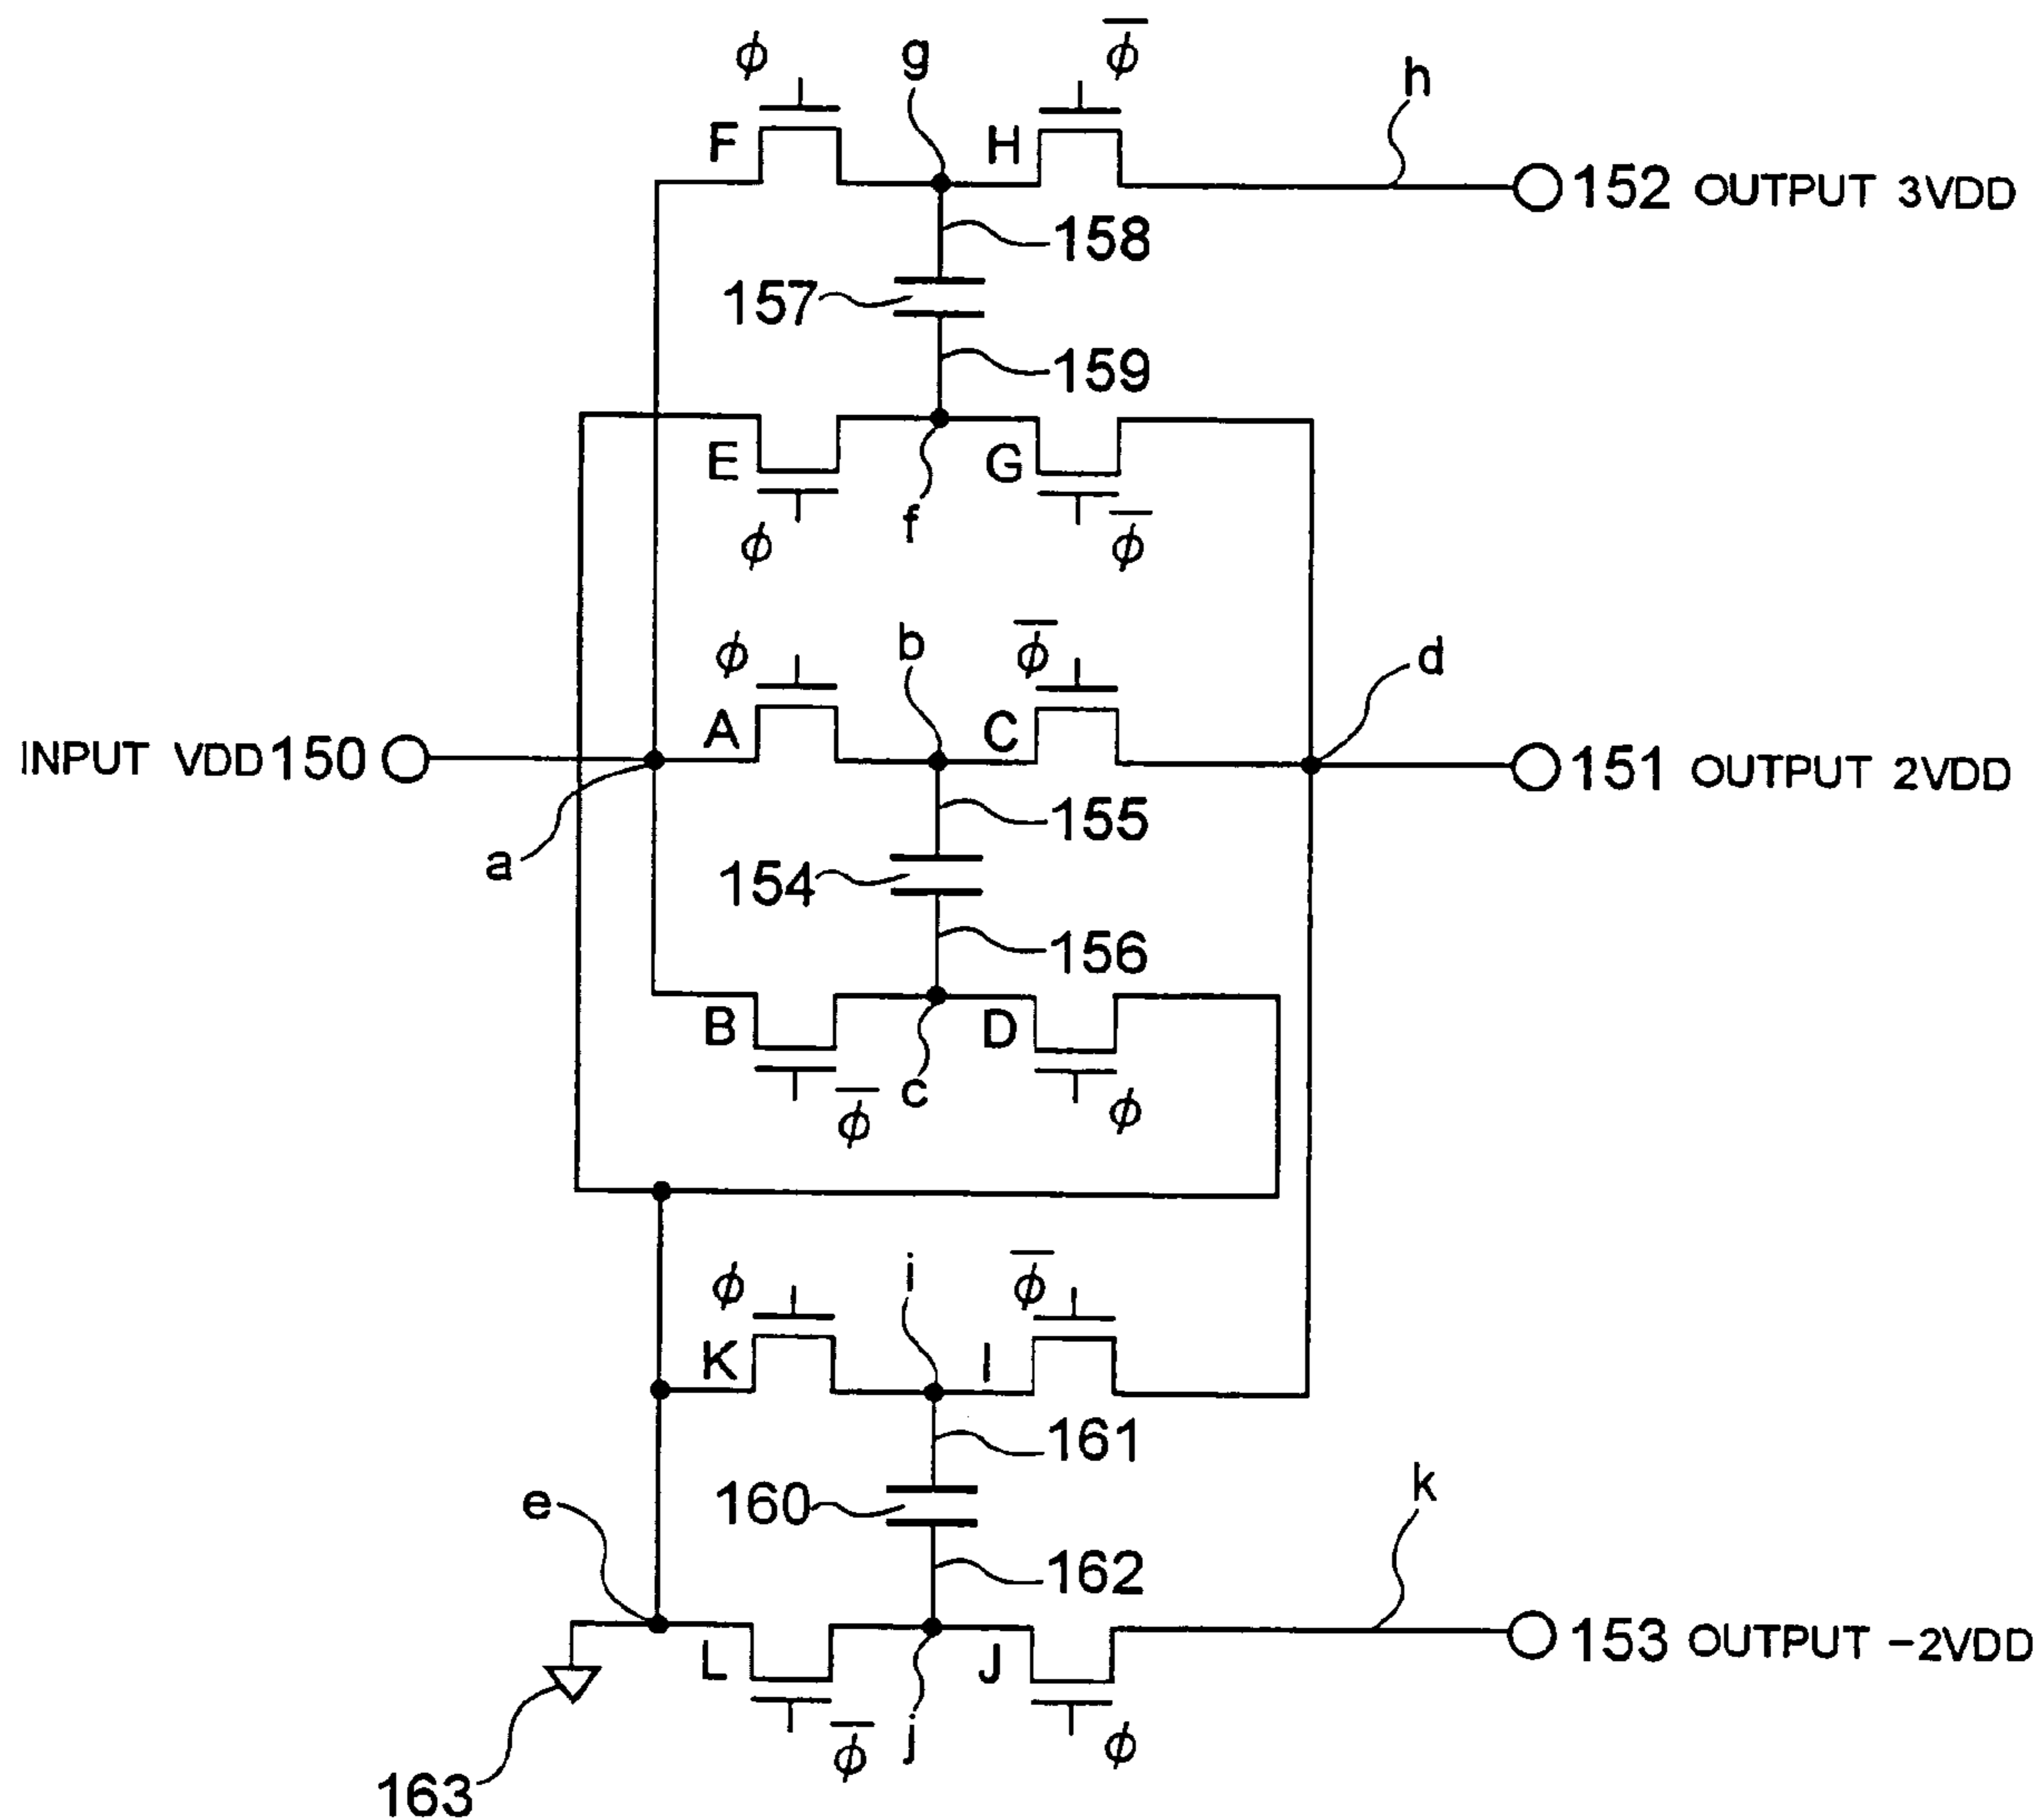 ϕ
g
ϕ̅
h
F
H
152 OUTPUT 3VDD
158
157
159
E
G
f
ϕ
ϕ̅
ϕ
b
ϕ̅
d
A
C
INPUT VDD 150
151 OUTPUT 2VDD
155
a
154
156
B
D
c
ϕ̅
ϕ
ϕ
i
ϕ̅
K
I
161
e
160
k
162
153 OUTPUT -2VDD
L
J
ϕ̅
j
ϕ
163